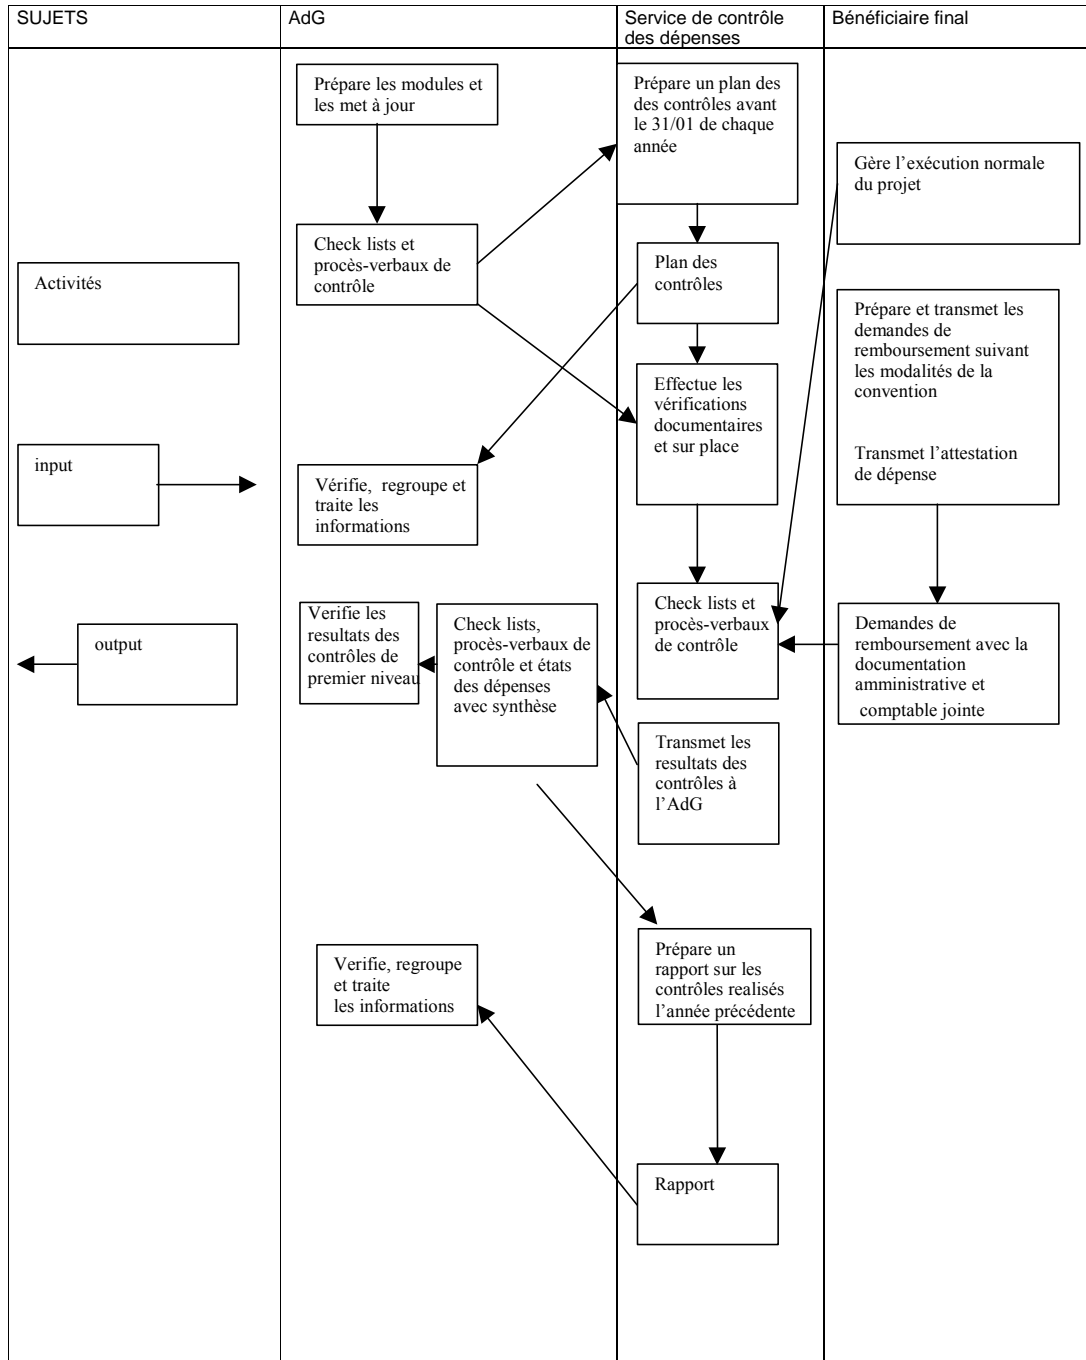 SUJETS
AdG
Service de contrôle
des dépenses
Bénéficiaire final
Activités
input
output
Prépare les modules et
les met à jour
Check lists et
procès-verbaux de
contrôle
Vérifie, regroupe et
traite les
informations
Verifie les
resultats des
contrôles de
premier niveau
Check lists,
procès-verbaux de
contrôle et états
des dépenses
avec synthèse
Verifie, regroupe
et traite
les informations
Prépare un plan des
des contrôles avant
le 31/01 de chaque
année
Plan des
contrôles
Effectue les
vérifications
documentaires
et sur place
Check lists et
procès-verbaux
de contrôle
Transmet les
resultats des
contrôles à
l’AdG
Prépare un
rapport sur les
contrôles realisés
l’année précédente
Rapport
Gère l’exécution normale
du projet
Prépare et transmet les
demandes de
remboursement suivant
les modalités de la
convention
Transmet l’attestation
de dépense
Demandes de
remboursement avec la
documentation
amministrative et
comptable jointe